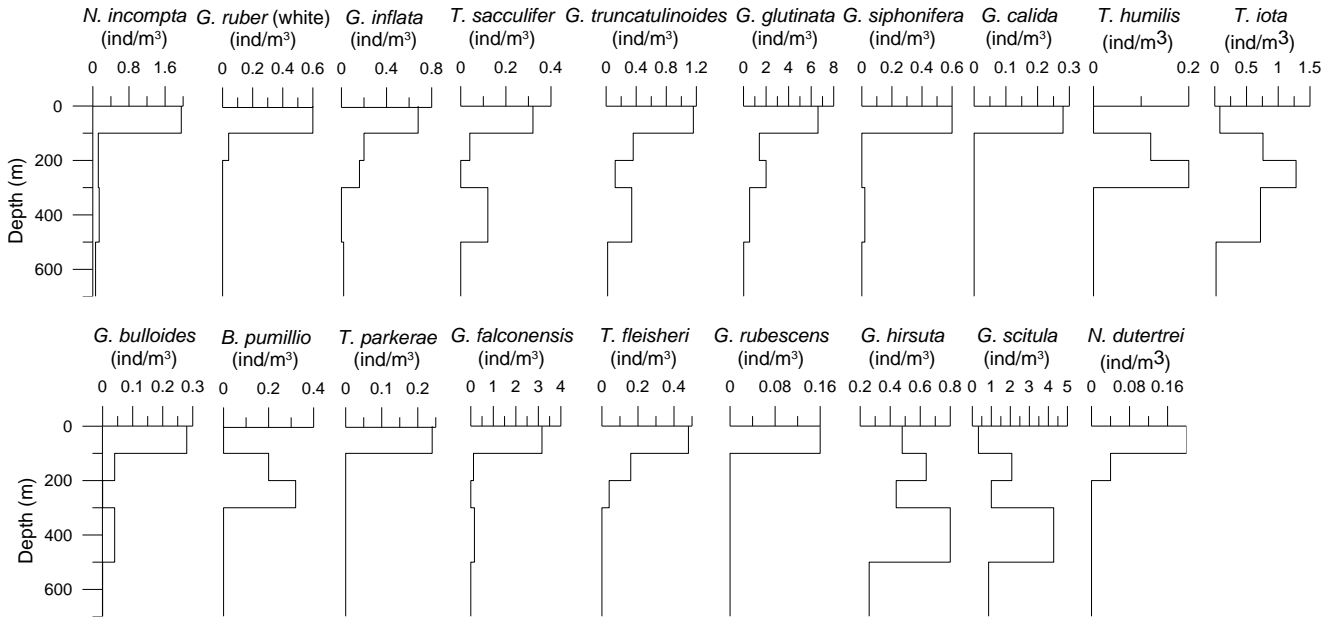 N. incompta G. ruber (white) G. inflata T. sacculifer G. truncatulinoides G. glutinata G. siphonifera G. calida T. humilis T. iota
(ind/m³) (ind/m³) (ind/m³) (ind/m³) (ind/m³) (ind/m³) (ind/m³) (ind/m³) (ind/m³) (ind/m³)
0 0.8 1.6 0 0.2 0.4 0.6 0 0.4 0.8 0 0.2 0.4 0 0.4 0.8 1.2 0 2 4 6 8 0 0.2 0.4 0.6 0 0.1 0.2 0.3 0 0.2 0 0.5 1 1.5
0
200
400
600
Depth (m)
G. bulloides B. pumillio T. parkerae G. falconensis T. fleisheri G. rubescens G. hirsuta G. scitula N. dutertrei
(ind/m³) (ind/m³) (ind/m³) (ind/m³) (ind/m³) (ind/m³) (ind/m³) (ind/m³) (ind/m³)
0 0.1 0.2 0.3 0 0.2 0.4 0 0.1 0.2 0 1 2 3 4 0 0.2 0.4 0 0.08 0.16 0.2 0.4 0.6 0.8 0 1 2 3 4 5 0 0.08 0.16
0
200
400
600
Depth (m)